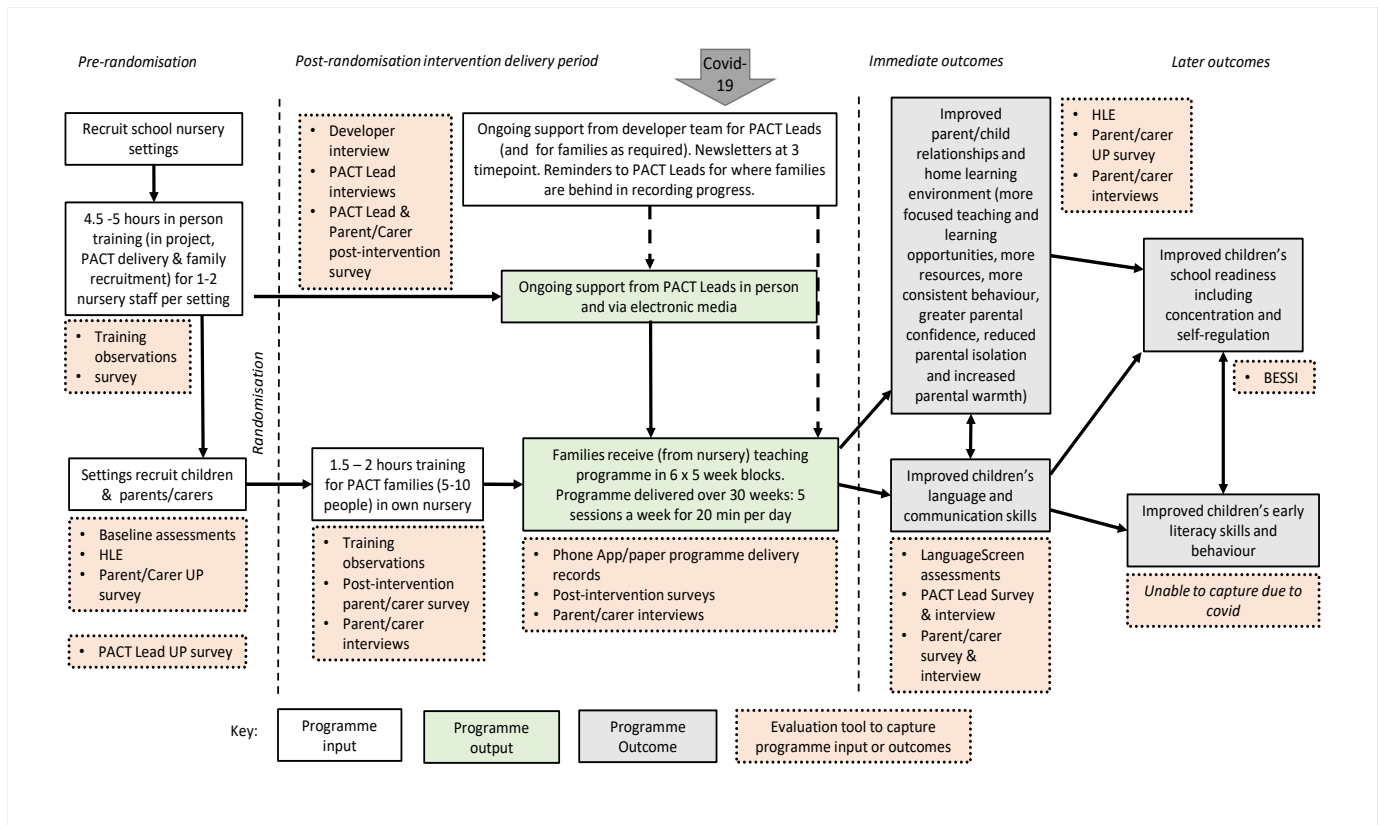 Pre-randomisation
Post-randomisation intervention delivery period
Covid-
19
Immediate outcomes
Later outcomes
Recruit school nursery
settings
4.5 -5 hours in person
training (in project,
PACT delivery & family
recruitment) for 1-2
nursery staff per setting
• Training
observations
• survey
Settings recruit children
& parents/carers
• Baseline assessments
• HLE
• Parent/Carer UP
survey
• PACT Lead UP survey
Randomisation
• Developer
interview
• PACT Lead
interviews
• PACT Lead &
Parent/Carer
post-intervention
survey
Ongoing support from developer team for PACT Leads
(and for families as required). Newsletters at 3
timepoint. Reminders to PACT Leads for where families
are behind in recording progress.
Ongoing support from PACT Leads in person
and via electronic media
1.5 – 2 hours training
for PACT families (5-10
people) in own nursery
• Training
observations
• Post-intervention
parent/carer survey
• Parent/carer
interviews
Families receive (from nursery) teaching
programme in 6 x 5 week blocks.
Programme delivered over 30 weeks: 5
sessions a week for 20 min per day
• Phone App/paper programme delivery
records
• Post-intervention surveys
• Parent/carer interviews
Improved
parent/child
relationships and
home learning
environment (more
focused teaching and
learning
opportunities, more
resources, more
consistent behaviour,
greater parental
confidence, reduced
parental isolation
and increased
parental warmth)
• HLE
• Parent/carer
UP survey
• Parent/carer
interviews
Improved children's
language and
communication skills
• LanguageScreen
assessments
• PACT Lead Survey
& interview
• Parent/carer
survey &
interview
Improved children's
school readiness
including
concentration and
self-regulation
• BESSI
Improved children's early
literacy skills and
behaviour
Unable to capture due to
covid
Key:
Programme
input
Programme
output
Programme
Outcome
Evaluation tool to capture
programme input or outcomes